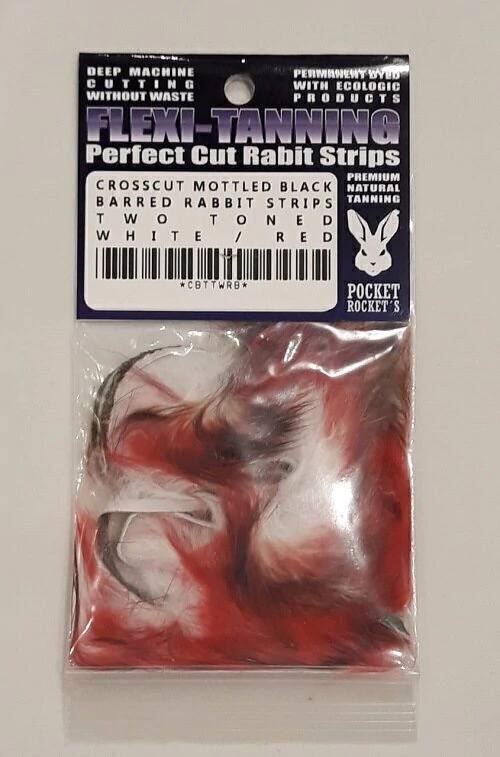 DEEP MACHINE
CUTTING
WITHOUT WASTE
PERMANENT DYED
WITH ECOLOGIC
PRODUCTS
FLEXI-TANNING
Perfect Cut Rabit Strips
CROSSCUT MOTTLED BLACK
BARRED RABBIT STRIPS
TWO TONED
WHITE / RED
*CBTTWRB*
PREMIUM
NATURAL
TANNING
POCKET
ROCKET´S